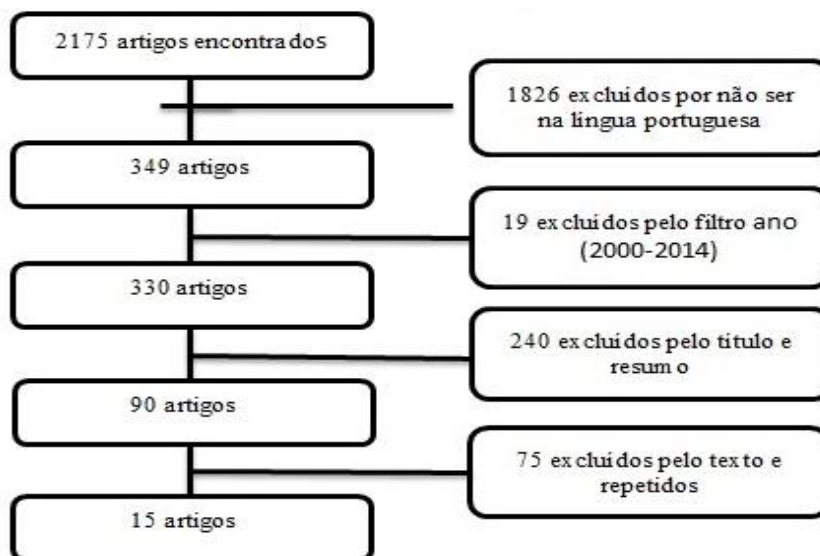 2175 artigos encontrados
1826 excluidos por não ser
na língua portuguesa
349 artigos
19 excluidos pelo filtro ano
(2000-2014)
330 artigos
240 excluidos pelo titulo e
resumo
90 artigos
75 excluidos pelo texto e
repetidos
15 artigos